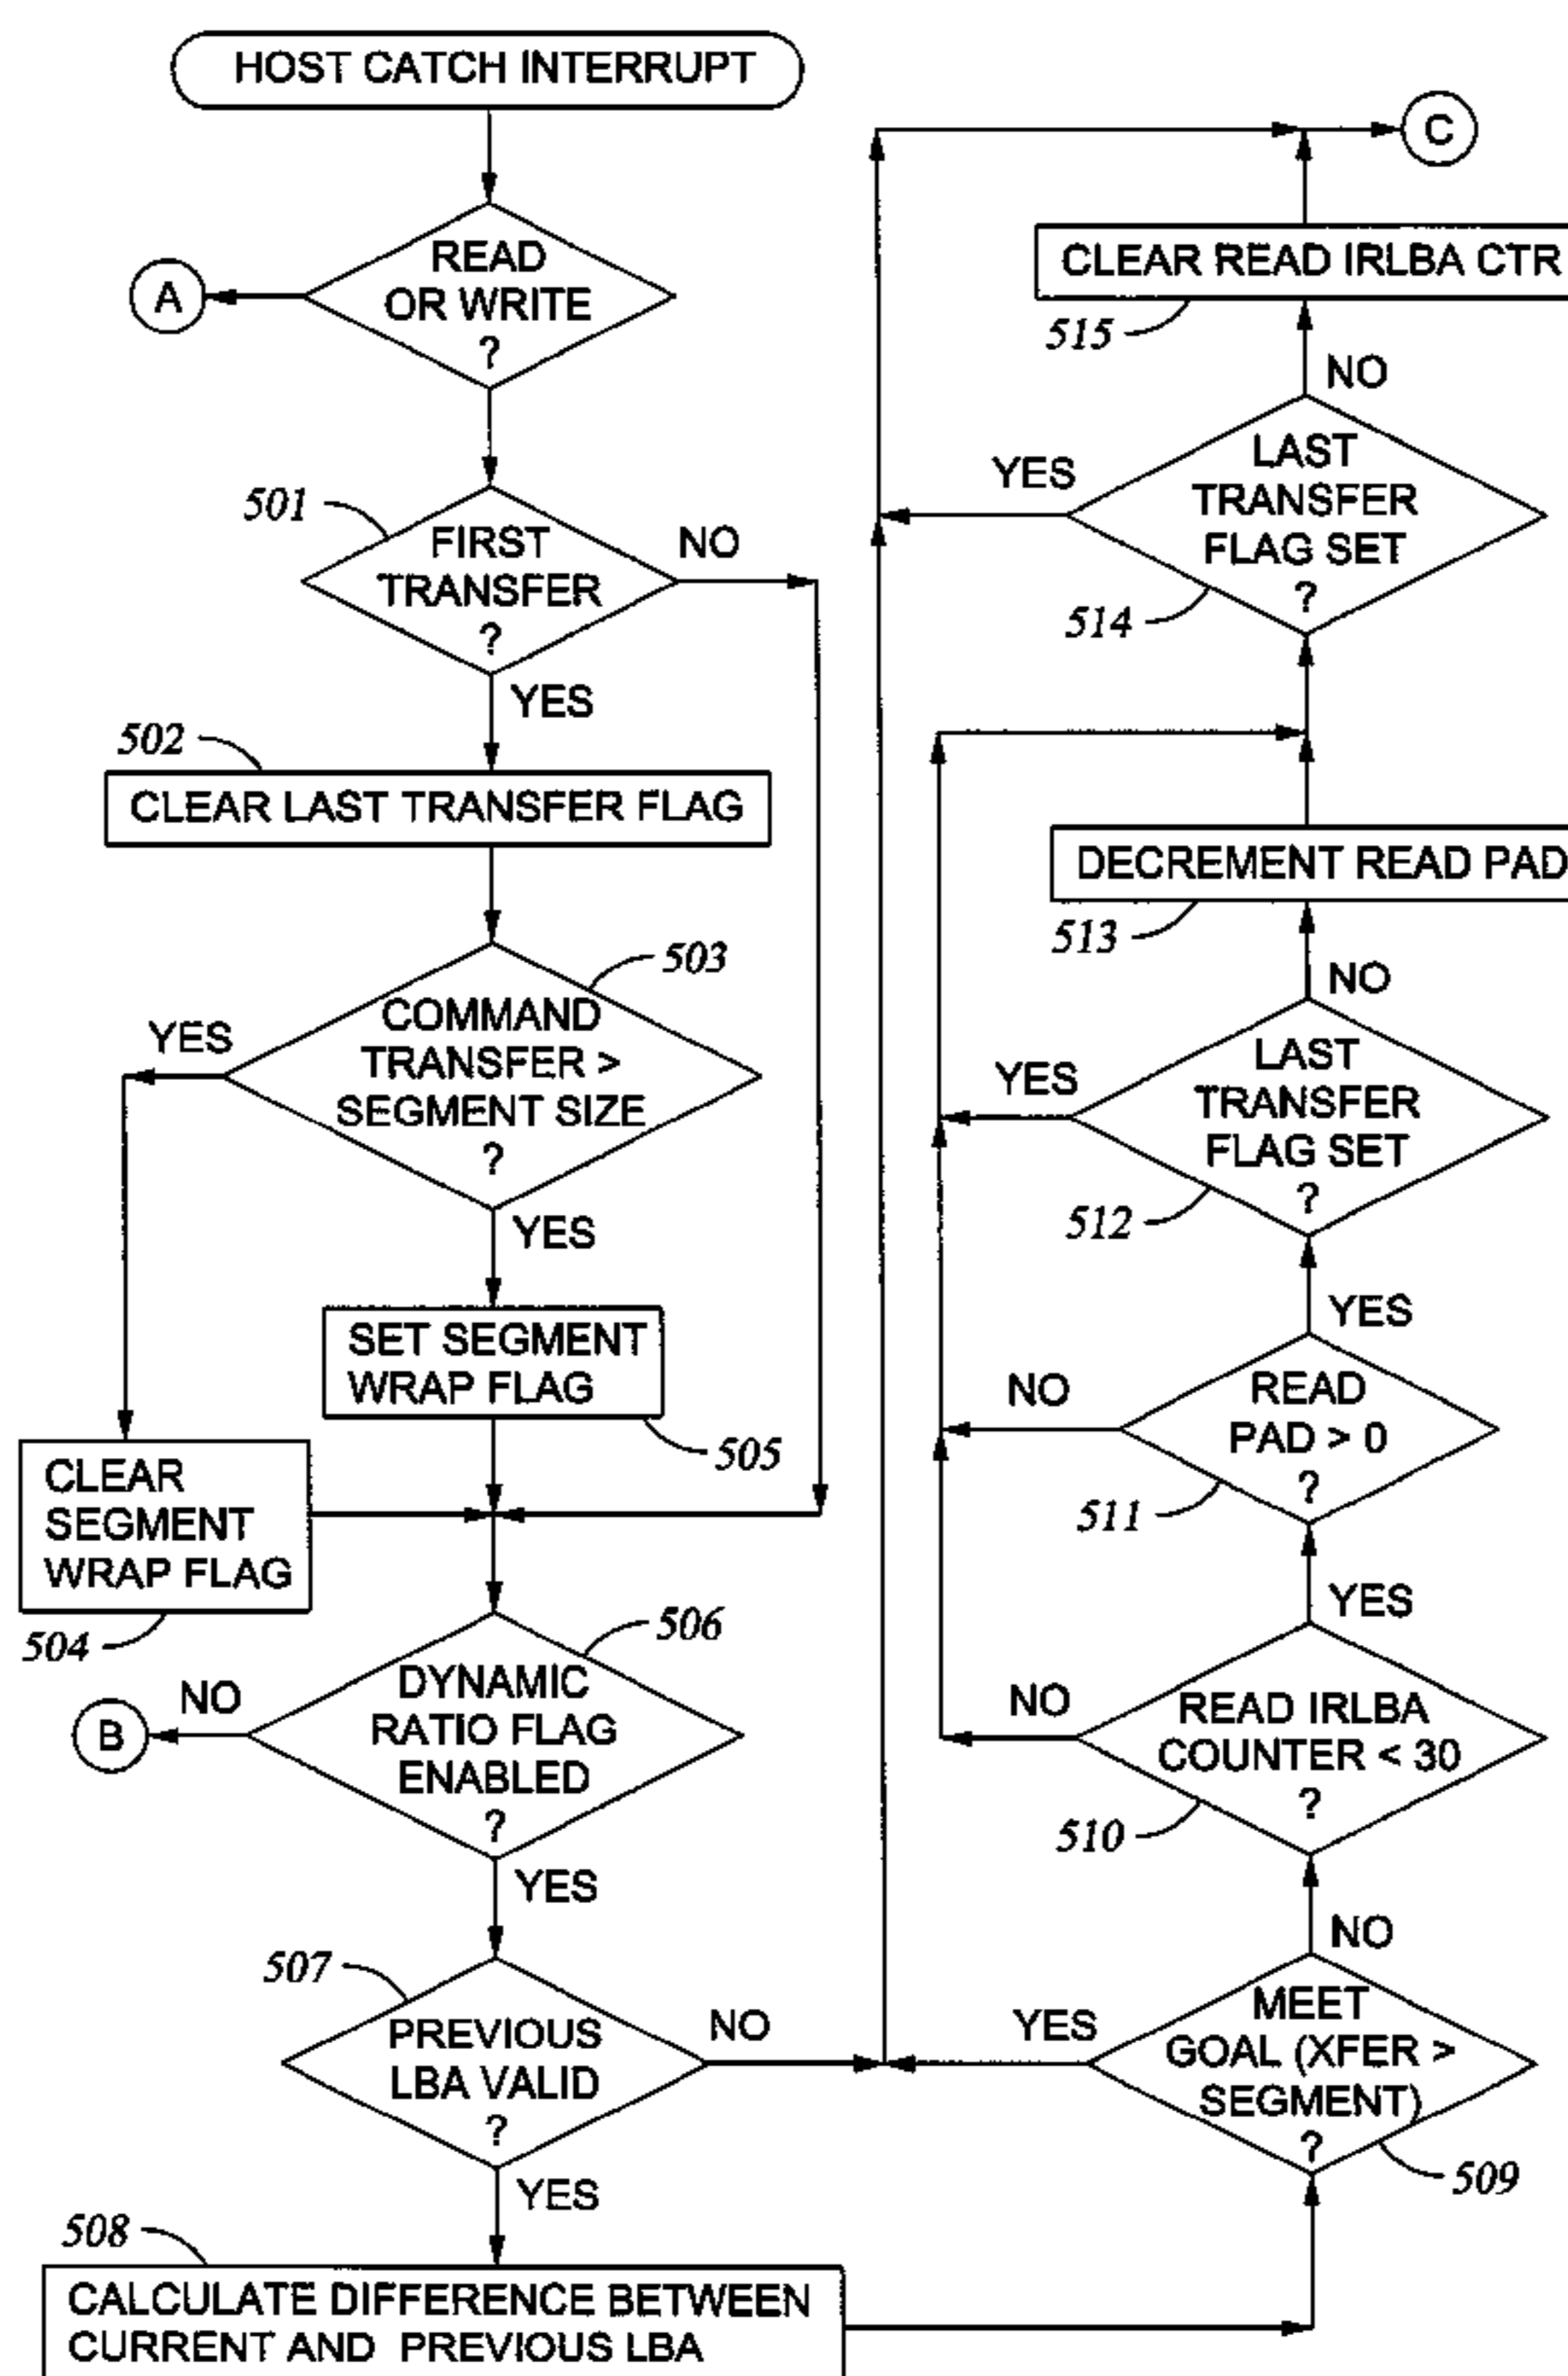 HOST CATCH INTERRUPT
READ
OR WRITE
?
A
501
FIRST
TRANSFER
?
NO
YES
502
CLEAR LAST TRANSFER FLAG
503
COMMAND
TRANSFER >
SEGMENT SIZE
?
YES
YES
SET SEGMENT
WRAP FLAG
505
CLEAR
SEGMENT
WRAP FLAG
504
506
DYNAMIC
RATIO FLAG
ENABLED
?
NO
B
YES
507
PREVIOUS
LBA VALID
?
NO
YES
508
CALCULATE DIFFERENCE BETWEEN
CURRENT AND PREVIOUS LBA
C
CLEAR READ IRLBA CTR
515
NO
LAST
TRANSFER
FLAG SET
?
YES
514
DECREMENT READ PAD
513
NO
LAST
TRANSFER
FLAG SET
?
YES
512
YES
READ
PAD > 0
?
NO
511
YES
READ IRLBA
COUNTER < 30
?
NO
510
NO
MEET
GOAL (XFER >
SEGMENT)
?
YES
509